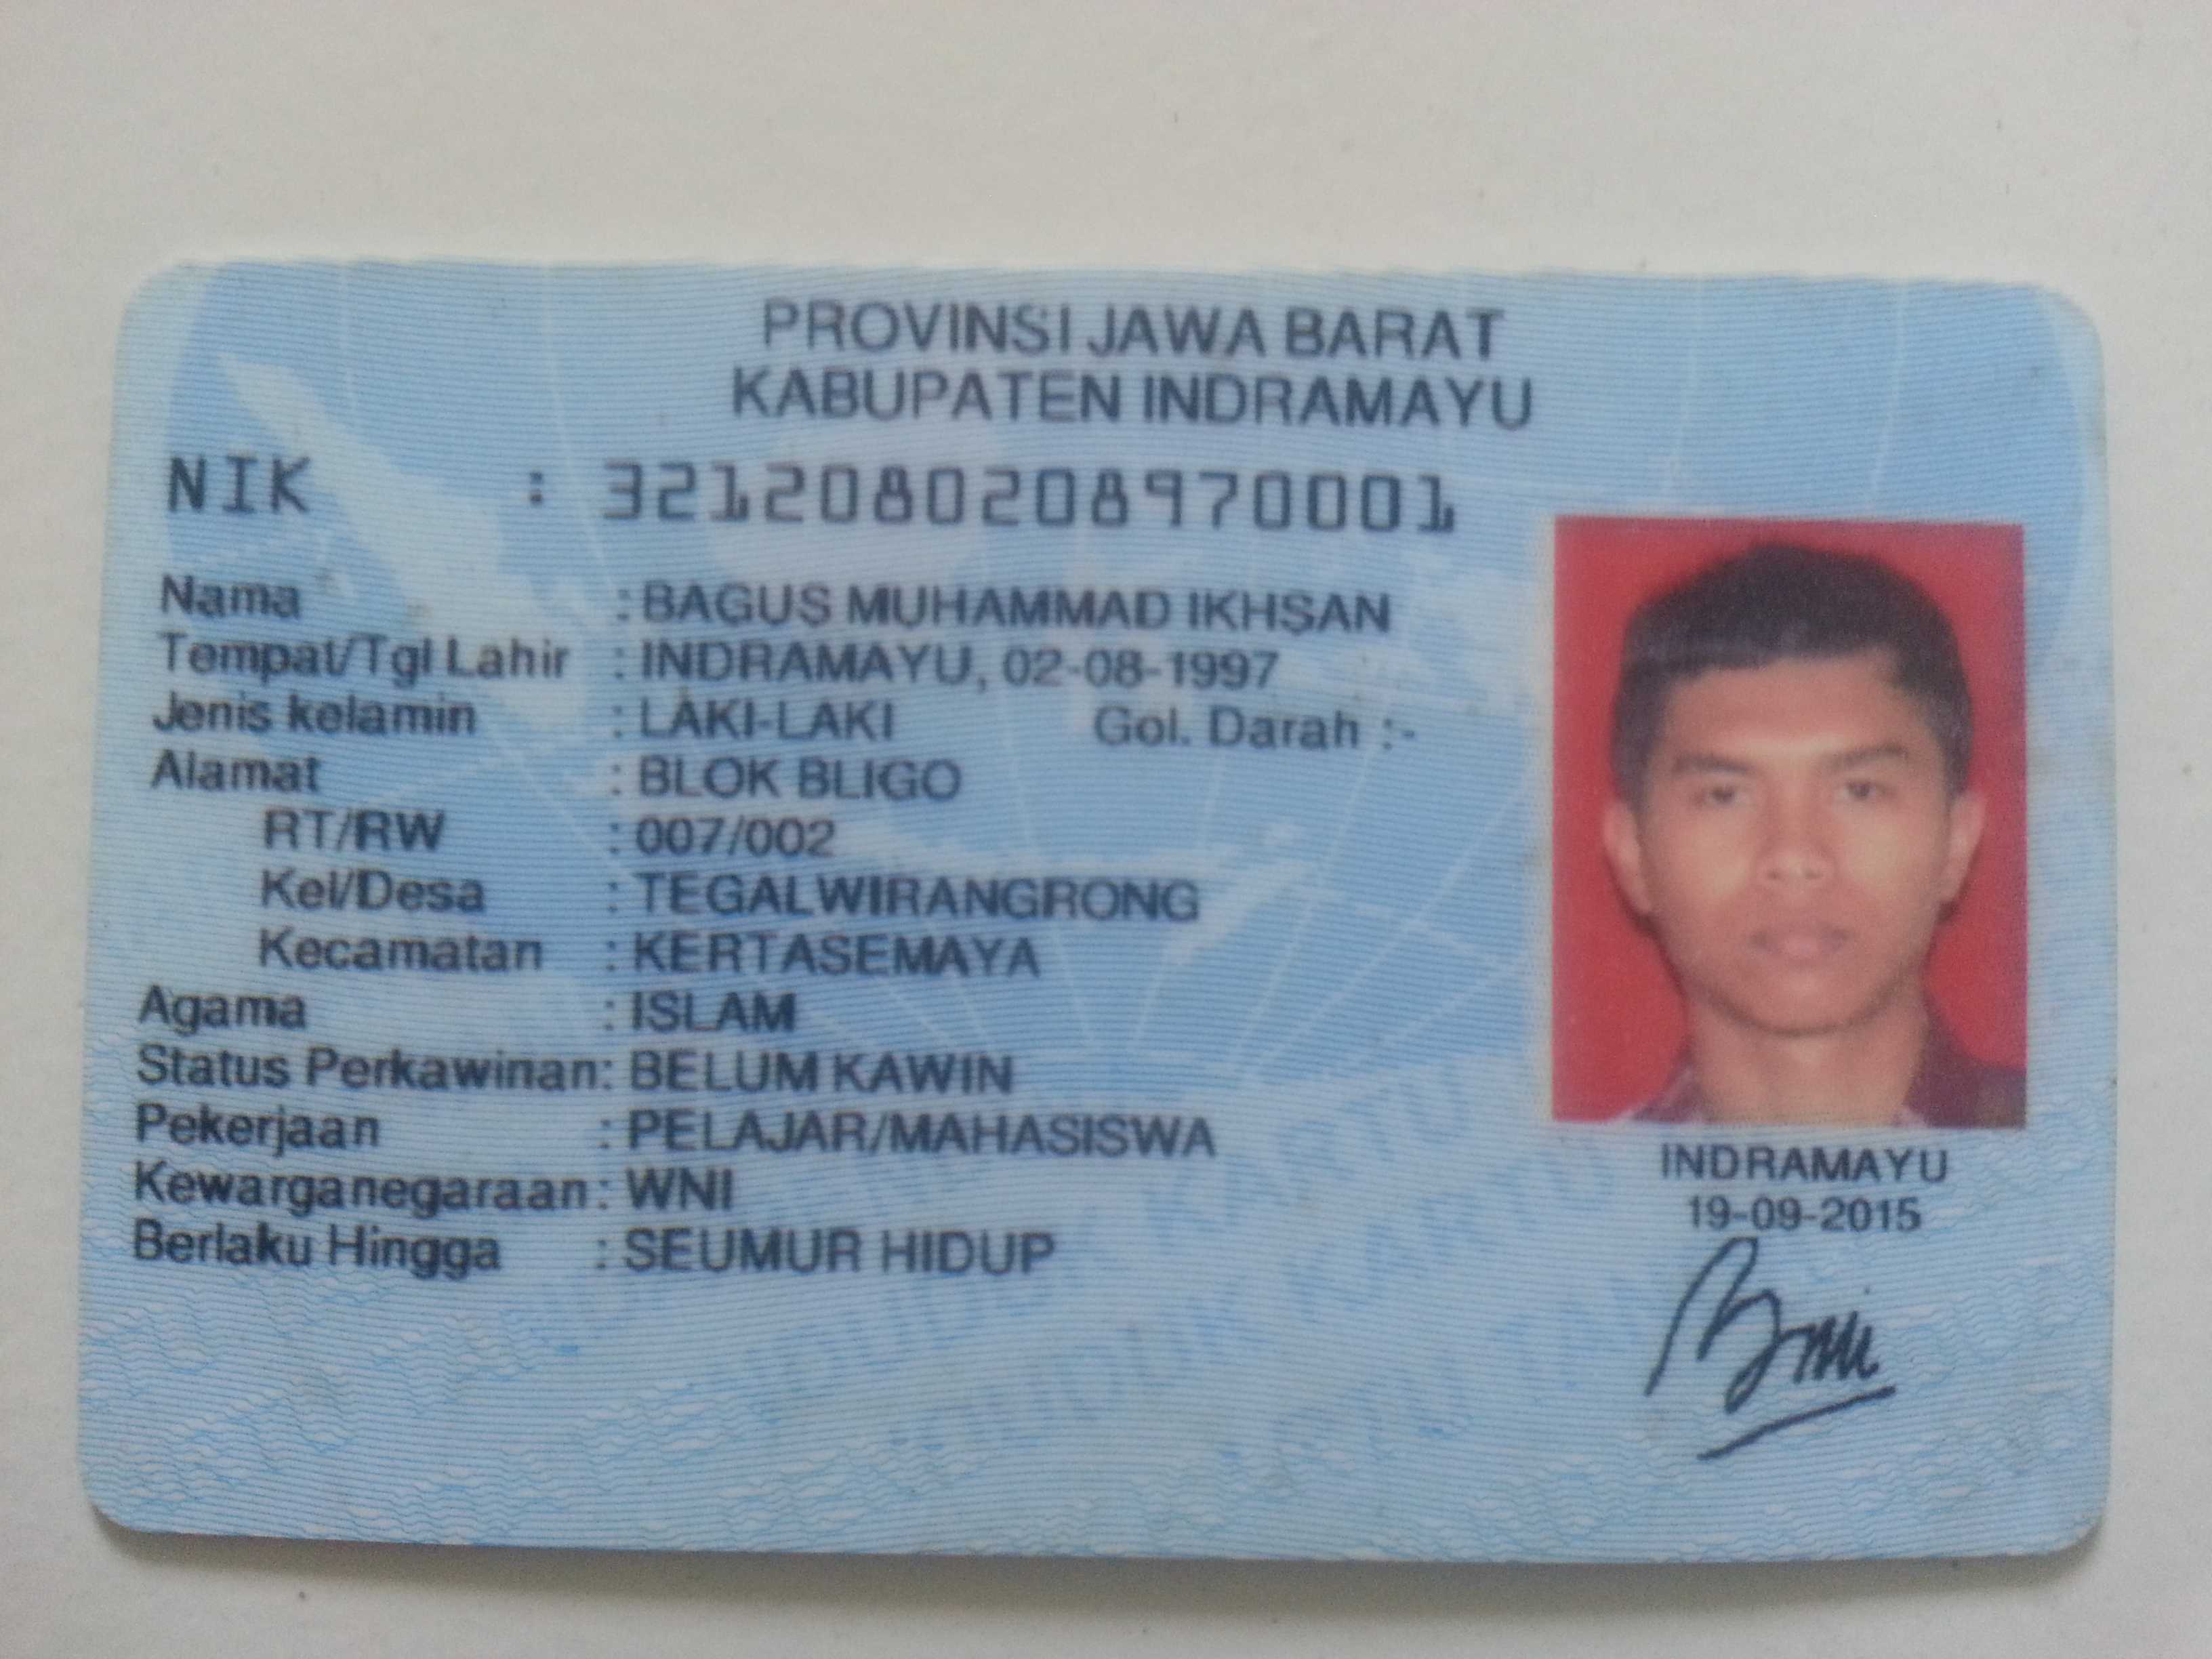 PROVINSI JAWA BARAT
KABUPATEN INDRAMAYU
NIK : 3212080208970001
Nama : BAGUS MUHAMMAD IKHSAN
Tempat/Tgl Lahir : INDRAMAYU, 02-08-1997
Jenis kelamin : LAKI-LAKI Gol. Darah :-
Alamat : BLOK BLIGO
RT/RW : 007/002
Kel/Desa : TEGALWIRANGRONG
Kecamatan : KERTASEMAYA
Agama : ISLAM
Status Perkawinan: BELUM KAWIN
Pekerjaan : PELAJAR/MAHASISWA
Kewarganegaraan: WNI
Berlaku Hingga : SEUMUR HIDUP
INDRAMAYU
19-09-2015